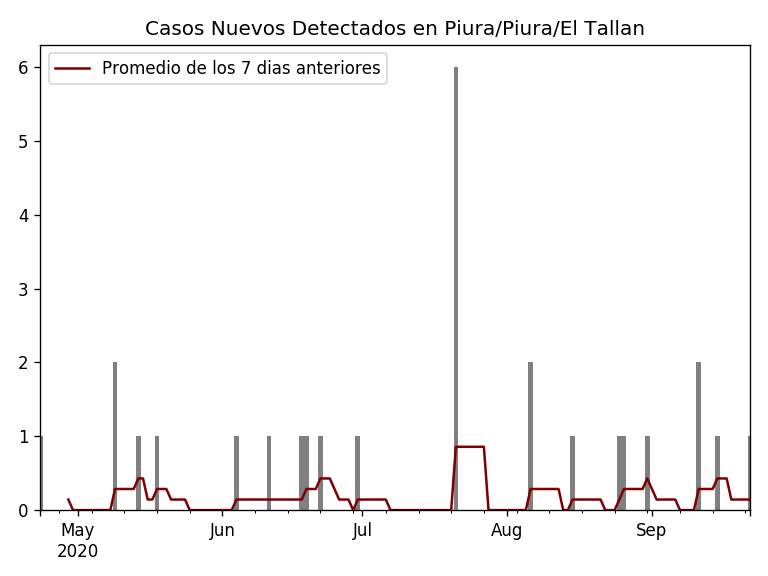 Casos Nuevos Detectados en Piura/Piura/El Tallan
Promedio de los 7 dias anteriores
6
5
4
3
2
1
0
May Jun Jul Aug Sep
2020